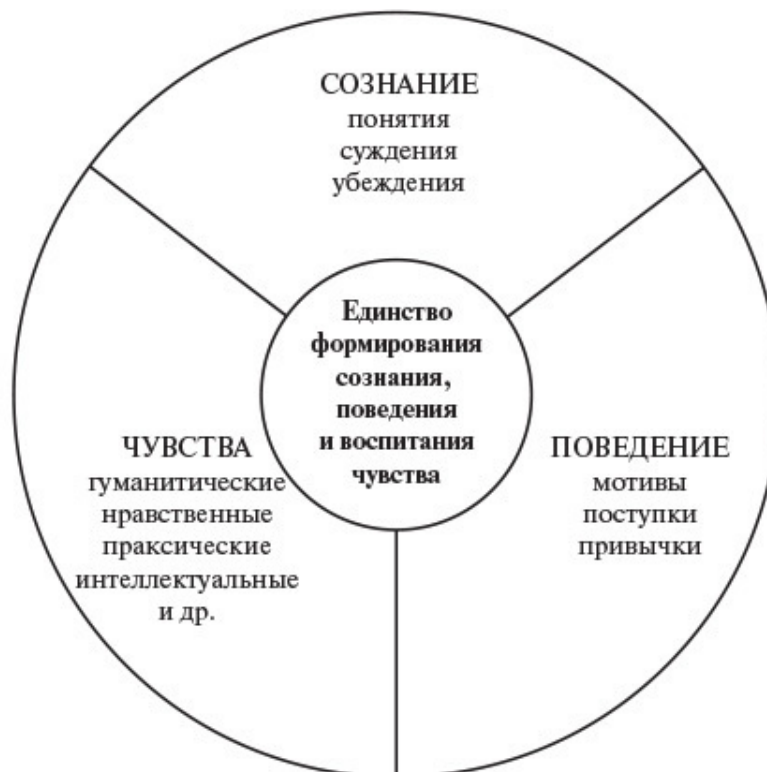 СОЗНАНИЕ
понятия
суждения
убеждения
Единство
формирования
сознания,
поведения
и воспитания
чувства
ЧУВСТВА
гуманитические
нравственные
праксические
интеллектуальные
и др.
ПОВЕДЕНИЕ
мотивы
поступки
привычки